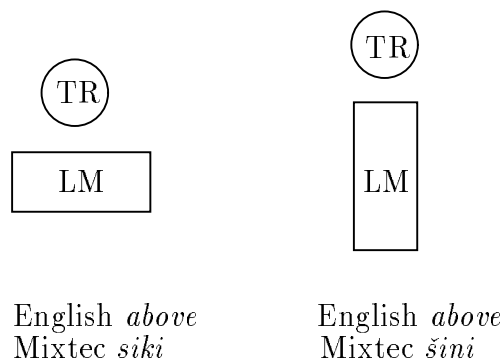 TR
LM
English above
Mixtec siki
TR
LM
English above
Mixtec šini